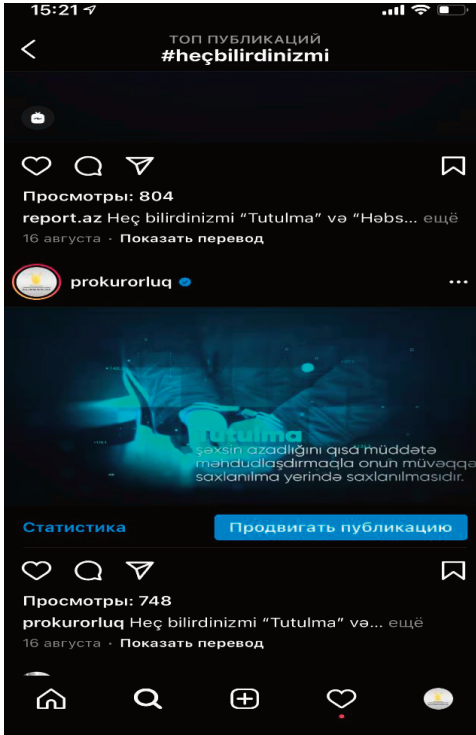 15:21
ТОП ПУБЛИКАЦИЙ
#heçbilirdinizmi
Просмотры: 804
report.az Heç bilirdinizmi “Tutulma” və “Həbs... ещё
16 августа · Показать перевод
prokurorluq
Tutulma
şəxsin azadlığını qısa müddətə
məhdudlaşdırmaqla onun müvəqqə
saxlanılma yerində saxlanılmasıdır.
Статистика
Продвигать публикацию
Просмотры: 748
prokurorluq Heç bilirdinizmi “Tutulma” və... ещё
16 августа · Показать перевод